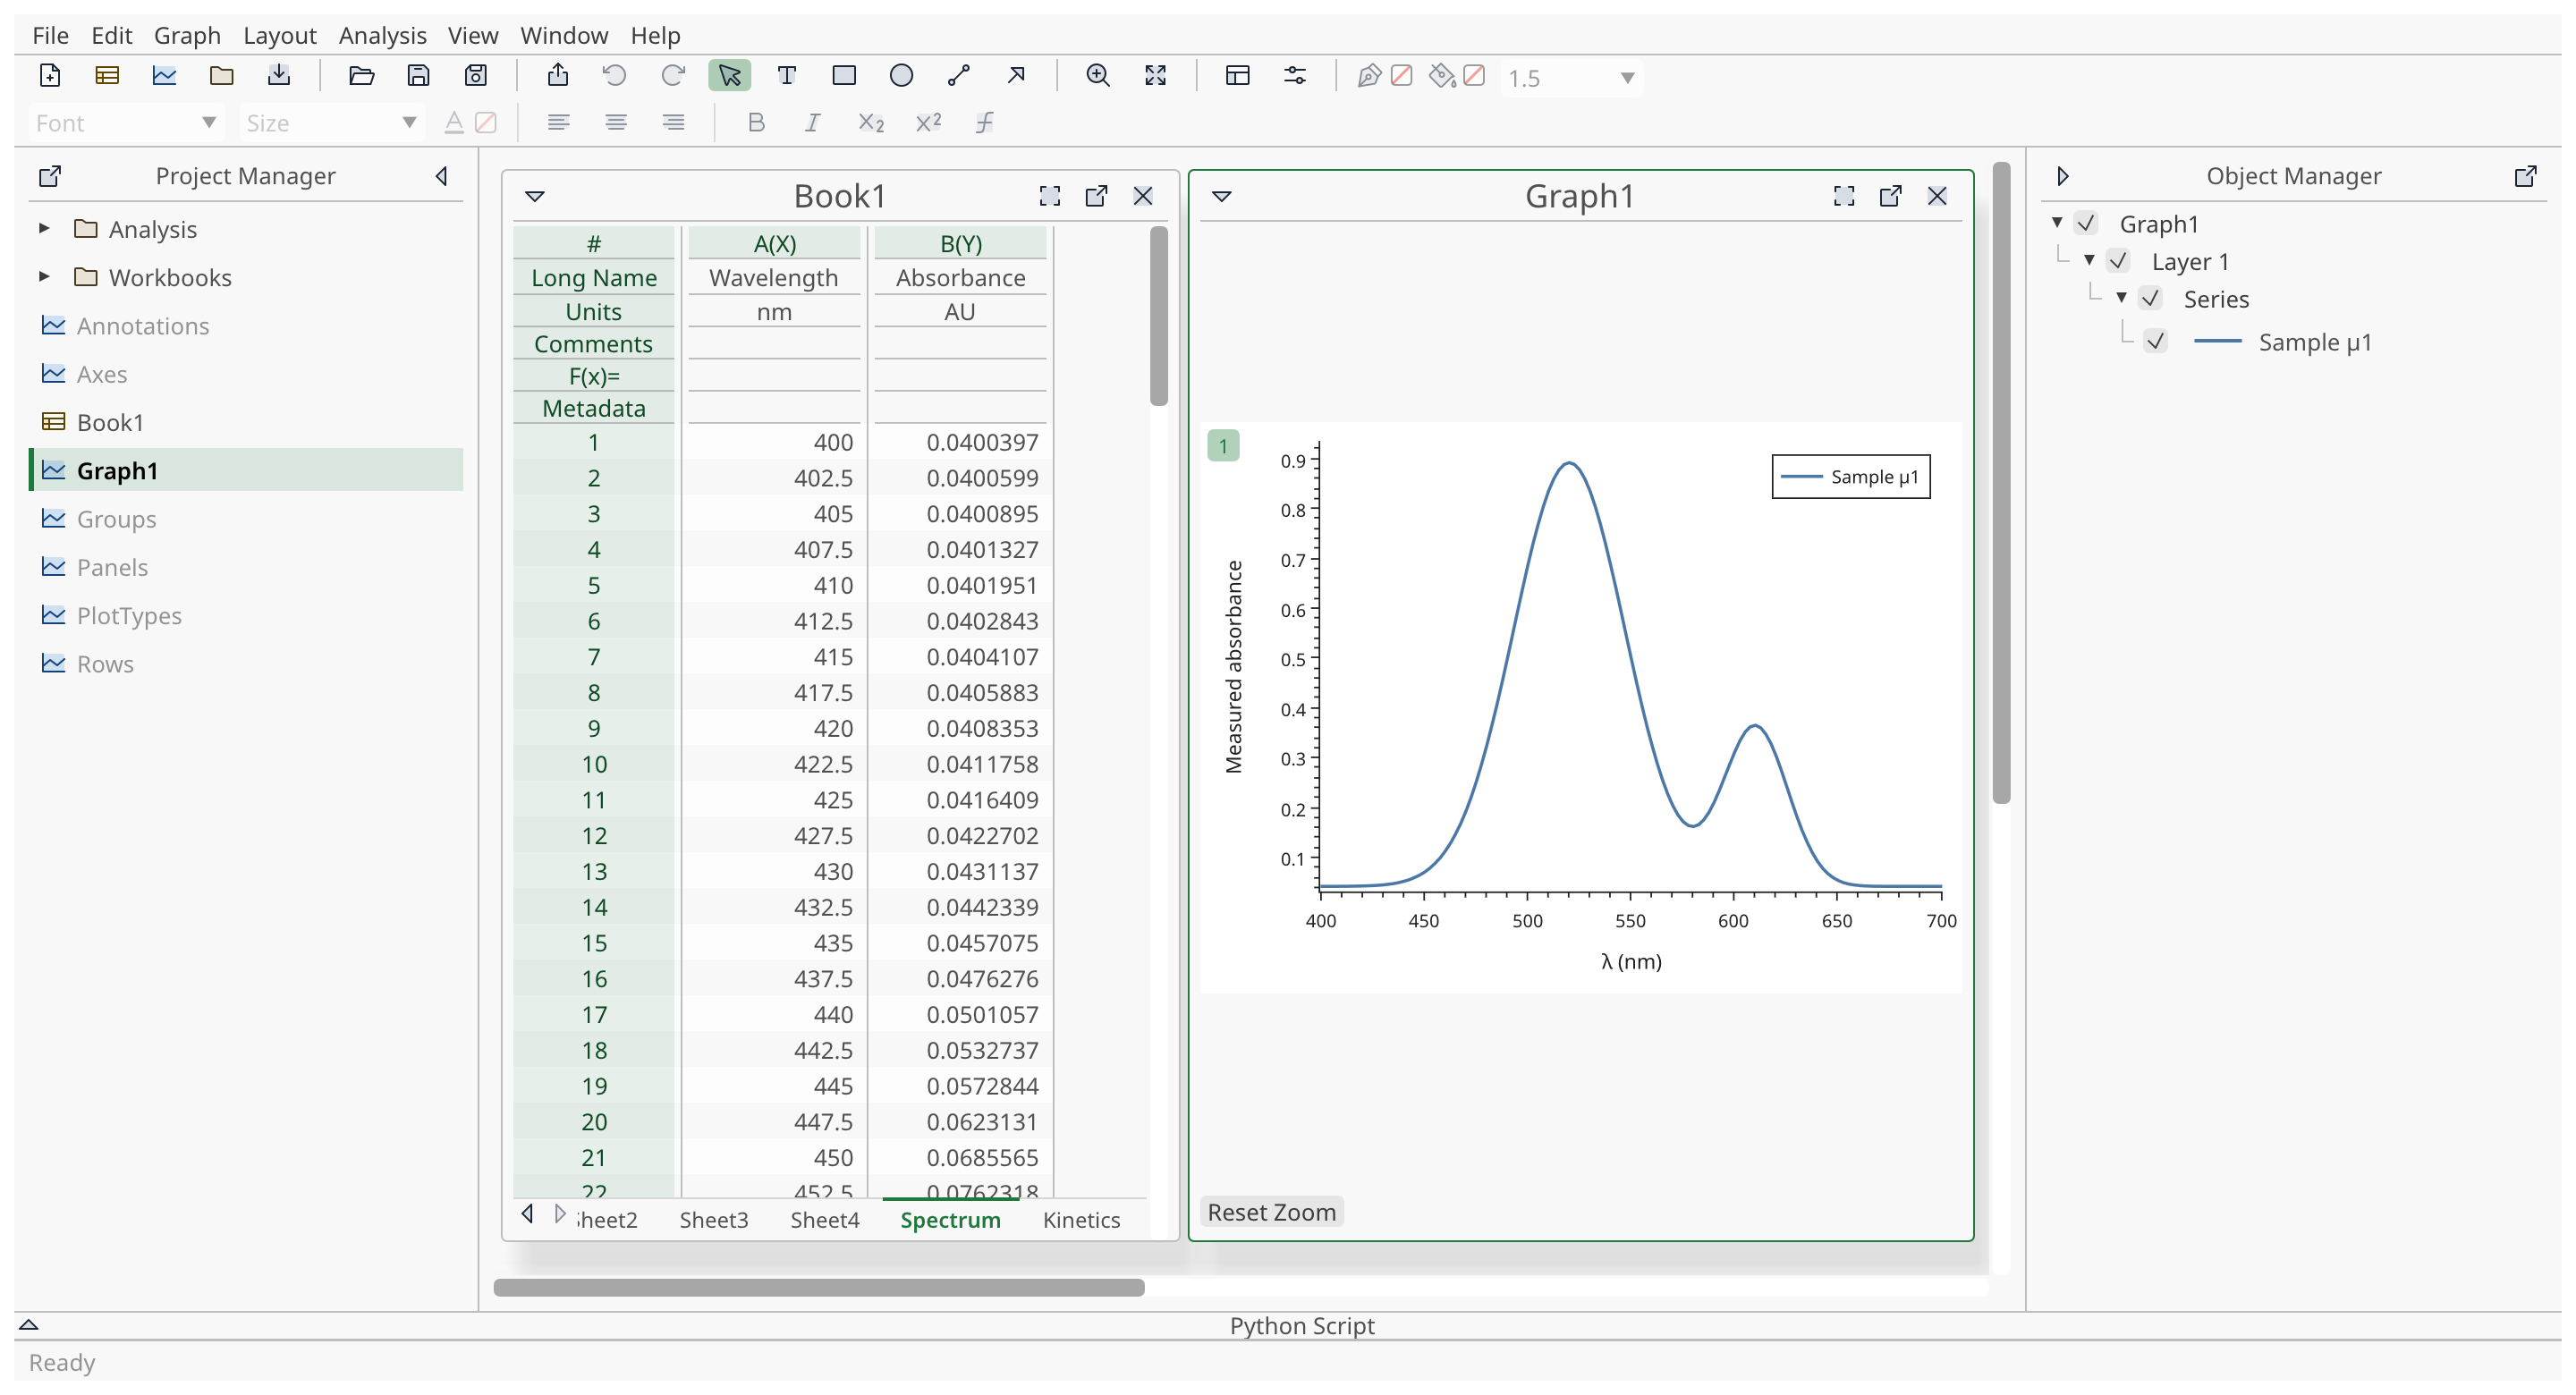 File Edit Graph Layout Analysis View Window Help
1.5
Font Size
Project Manager
Analysis
Workbooks
Annotations
Axes
Book1
Graph1
Groups
Panels
PlotTypes
Rows
Book1
# A(X) B(Y)
Long Name Wavelength Absorbance
Units nm AU
Comments
F(x)=
Metadata
1 400 0.0400397
2 402.5 0.0400599
3 405 0.0400895
4 407.5 0.0401327
5 410 0.0401951
6 412.5 0.0402843
7 415 0.0404107
8 417.5 0.0405883
9 420 0.0408353
10 422.5 0.0411758
11 425 0.0416409
12 427.5 0.0422702
13 430 0.0431137
14 432.5 0.0442339
15 435 0.0457075
16 437.5 0.0476276
17 440 0.0501057
18 442.5 0.0532737
19 445 0.0572844
20 447.5 0.0623131
21 450 0.0685565
22 452.5 0.0762318
Sheet2 Sheet3 Sheet4 Spectrum Kinetics
Graph1
1
Sample μ1
Measured absorbance
0.9
0.8
0.7
0.6
0.5
0.4
0.3
0.2
0.1
400 450 500 550 600 650 700
λ (nm)
Reset Zoom
Object Manager
Graph1
Layer 1
Series
Sample μ1
Python Script
Ready